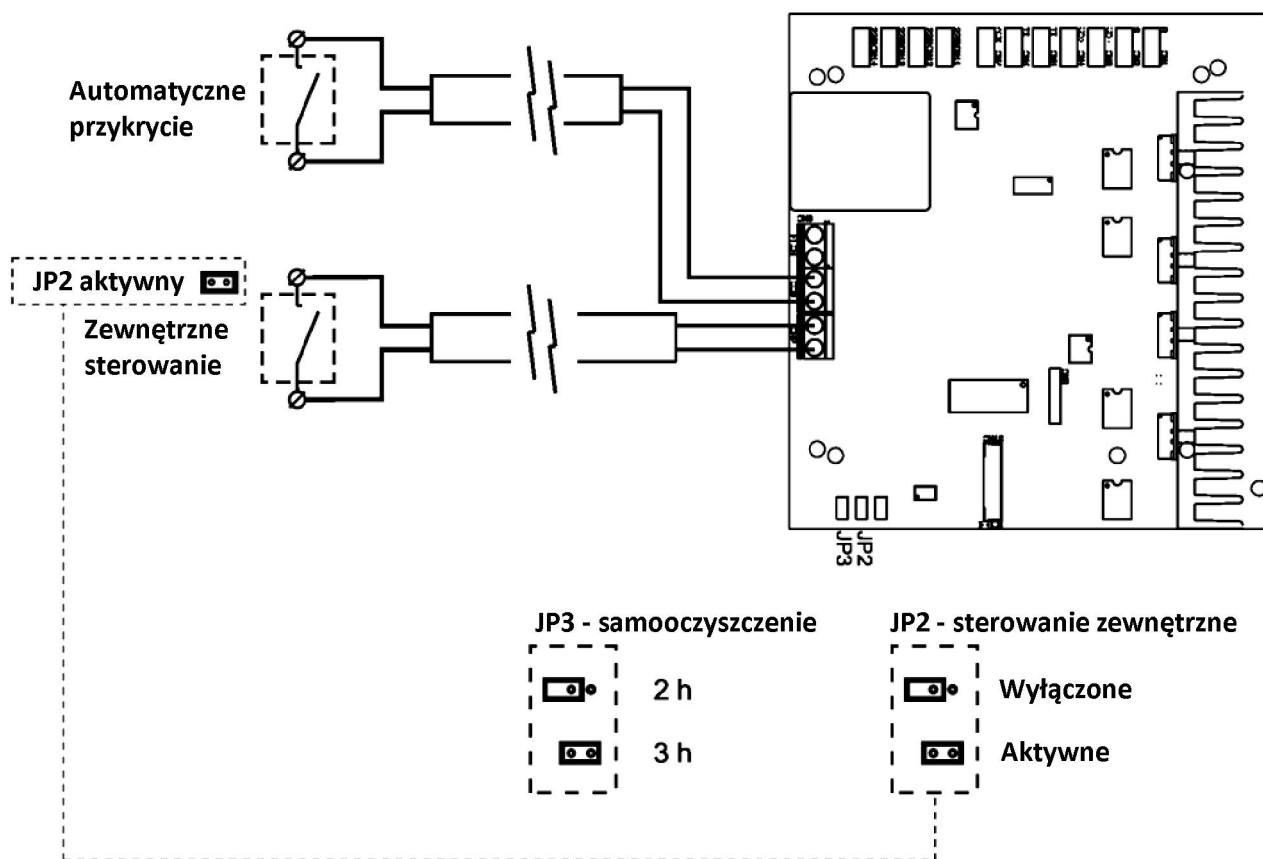 Automatyczne
przykrycie
JP2 aktywny
Zewnętrzne
sterowanie
JP3
JP2
JP3 - samooczyszczenie
2 h
3 h
JP2 - sterowanie zewnętrzne
Wyłączone
Aktywne